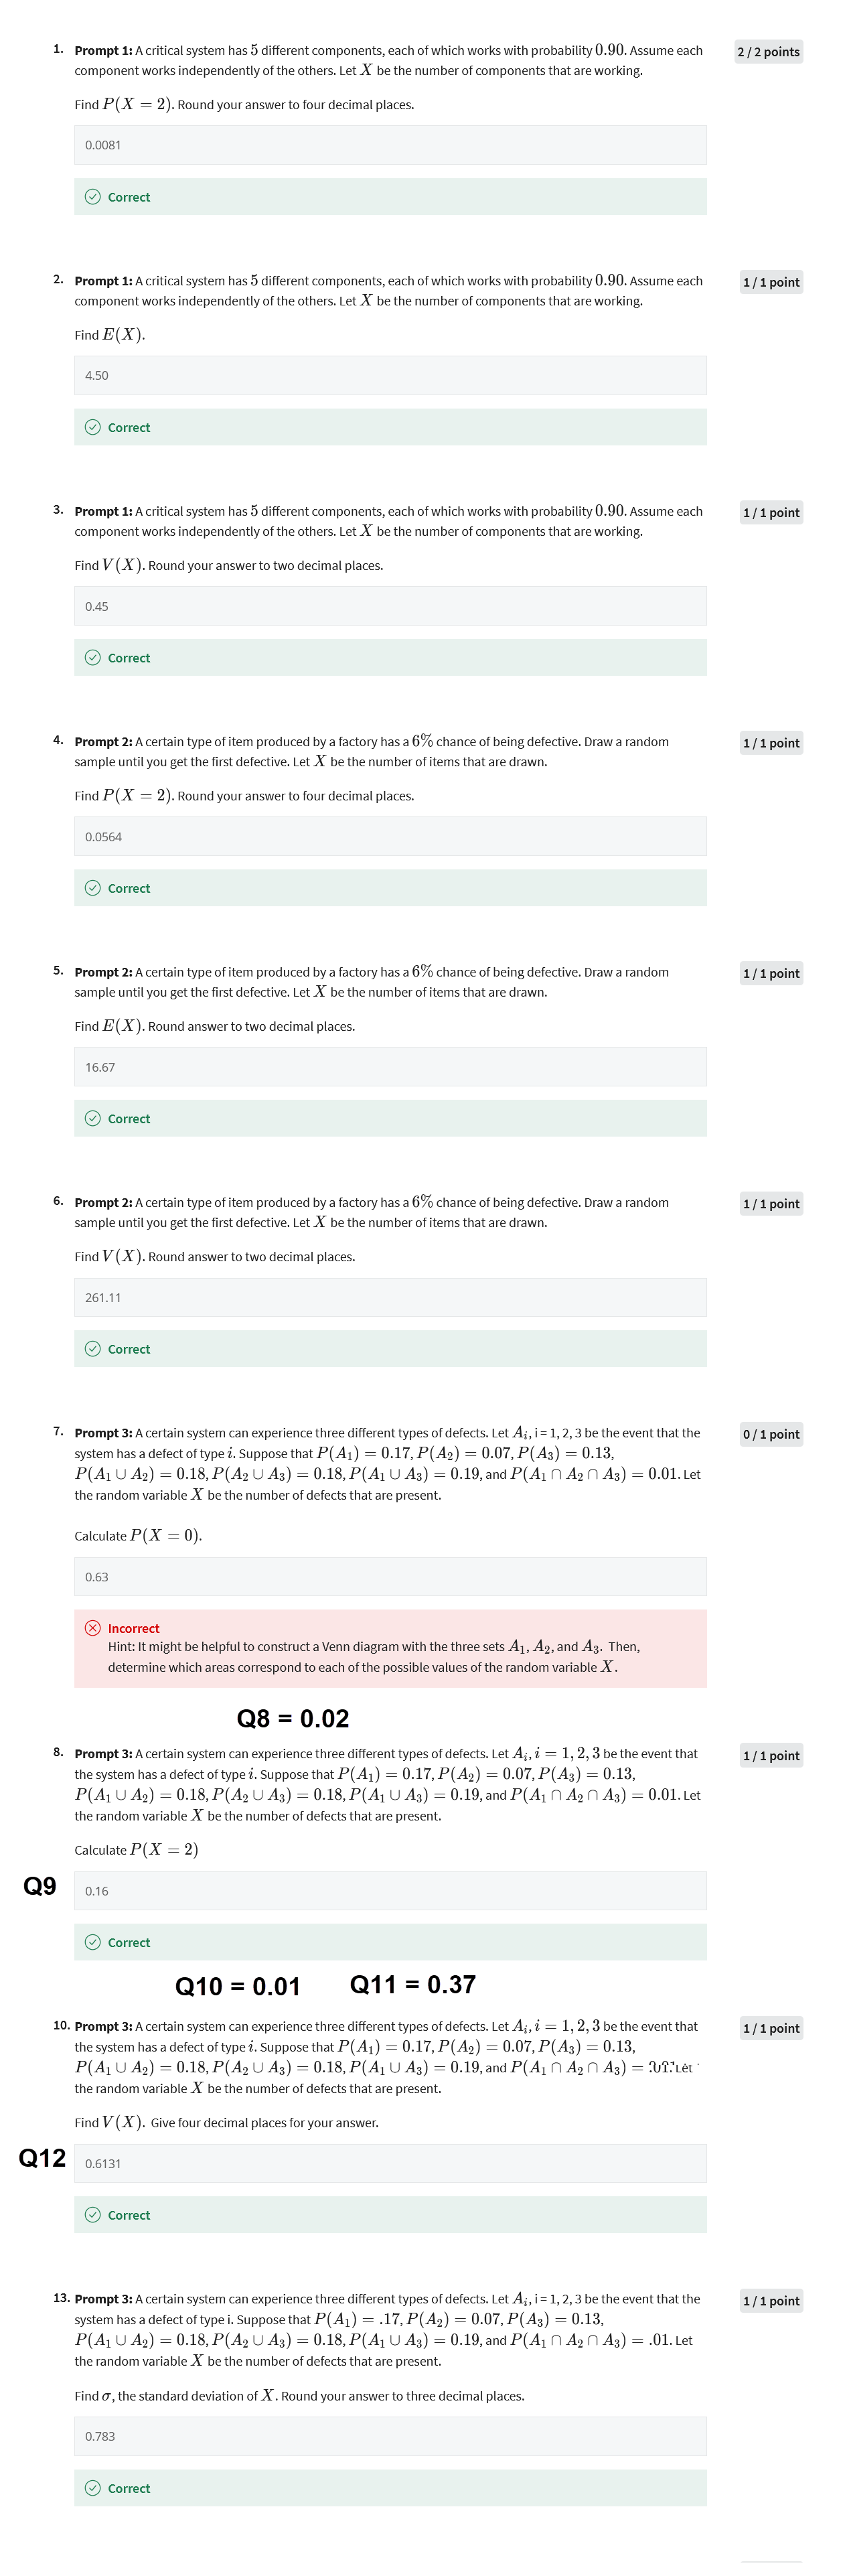 1. Prompt 1: A critical system has 5 different components, each of which works with probability 0.90. Assume each
component works independently of the others. Let X be the number of components that are working.
2 / 2 points
Find P(X = 2). Round your answer to four decimal places.
0.0081
Correct
2. Prompt 1: A critical system has 5 different components, each of which works with probability 0.90. Assume each
component works independently of the others. Let X be the number of components that are working.
1 / 1 point
Find E(X).
4.50
Correct
3. Prompt 1: A critical system has 5 different components, each of which works with probability 0.90. Assume each
component works independently of the others. Let X be the number of components that are working.
1 / 1 point
Find V(X). Round your answer to two decimal places.
0.45
Correct
4. Prompt 2: A certain type of item produced by a factory has a 6% chance of being defective. Draw a random
sample until you get the first defective. Let X be the number of items that are drawn.
1 / 1 point
Find P(X = 2). Round your answer to four decimal places.
0.0564
Correct
5. Prompt 2: A certain type of item produced by a factory has a 6% chance of being defective. Draw a random
sample until you get the first defective. Let X be the number of items that are drawn.
1 / 1 point
Find E(X). Round answer to two decimal places.
16.67
Correct
6. Prompt 2: A certain type of item produced by a factory has a 6% chance of being defective. Draw a random
sample until you get the first defective. Let X be the number of items that are drawn.
1 / 1 point
Find V(X). Round answer to two decimal places.
261.11
Correct
7. Prompt 3: A certain system can experience three different types of defects. Let A_i, i = 1, 2, 3 be the event that the
system has a defect of type i. Suppose that P(A_1) = 0.17, P(A_2) = 0.07, P(A_3) = 0.13,
P(A_1 ∪ A_2) = 0.18, P(A_2 ∪ A_3) = 0.18, P(A_1 ∪ A_3) = 0.19, and P(A_1 ∩ A_2 ∩ A_3) = 0.01. Let
the random variable X be the number of defects that are present.
0 / 1 point
Calculate P(X = 0).
0.63
Incorrect
Hint: It might be helpful to construct a Venn diagram with the three sets A_1, A_2, and A_3. Then,
determine which areas correspond to each of the possible values of the random variable X.
Q8 = 0.02
8. Prompt 3: A certain system can experience three different types of defects. Let A_i, i = 1, 2, 3 be the event that
the system has a defect of type i. Suppose that P(A_1) = 0.17, P(A_2) = 0.07, P(A_3) = 0.13,
P(A_1 ∪ A_2) = 0.18, P(A_2 ∪ A_3) = 0.18, P(A_1 ∪ A_3) = 0.19, and P(A_1 ∩ A_2 ∩ A_3) = 0.01. Let
the random variable X be the number of defects that are present.
1 / 1 point
Calculate P(X = 2)
Q9
0.16
Correct
Q10 = 0.01 Q11 = 0.37
10. Prompt 3: A certain system can experience three different types of defects. Let A_i, i = 1, 2, 3 be the event that
the system has a defect of type i. Suppose that P(A_1) = 0.17, P(A_2) = 0.07, P(A_3) = 0.13,
P(A_1 ∪ A_2) = 0.18, P(A_2 ∪ A_3) = 0.18, P(A_1 ∪ A_3) = 0.19, and P(A_1 ∩ A_2 ∩ A_3) = Let
the random variable X be the number of defects that are present.
1 / 1 point
Find V(X). Give four decimal places for your answer.
Q12
0.6131
Correct
13. Prompt 3: A certain system can experience three different types of defects. Let A_i, i = 1, 2, 3 be the event that the
system has a defect of type i. Suppose that P(A_1) = .17, P(A_2) = 0.07, P(A_3) = 0.13,
P(A_1 ∪ A_2) = 0.18, P(A_2 ∪ A_3) = 0.18, P(A_1 ∪ A_3) = 0.19, and P(A_1 ∩ A_2 ∩ A_3) = .01. Let
the random variable X be the number of defects that are present.
1 / 1 point
Find σ, the standard deviation of X. Round your answer to three decimal places.
0.783
Correct